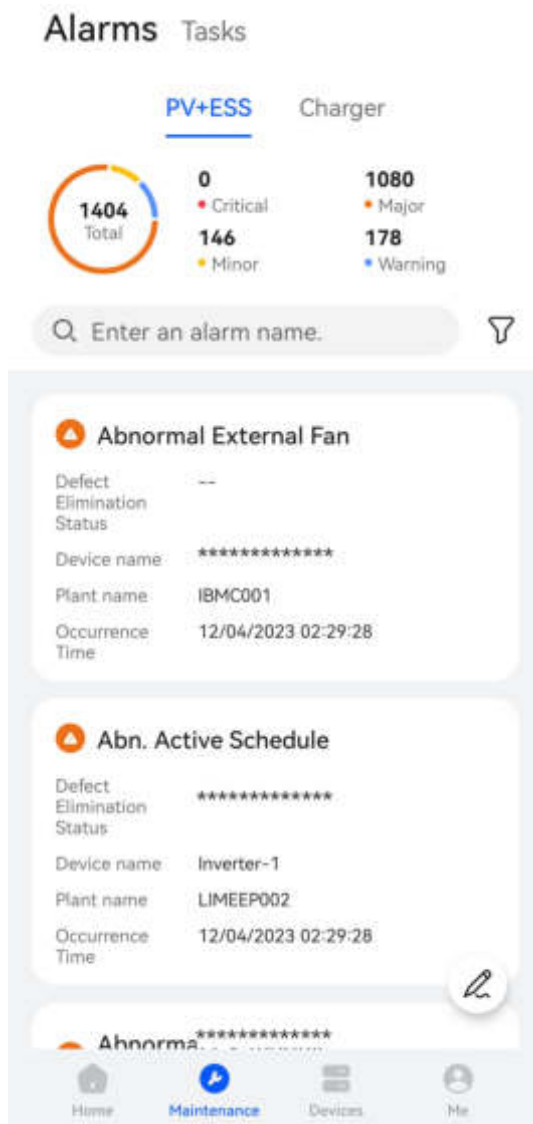 Alarms Tasks
PV+ESS Charger
1404
Total
0
Critical
1080
Major
146
Minor
178
Warning
Enter an alarm name.
Abnormal External Fan
Defect
Elimination
Status
--
Device name *************
Plant name IBMC001
Occurrence
Time
12/04/2023 02:29:28
Abn. Active Schedule
Defect
Elimination
Status
*************
Device name Inverter-1
Plant name LIMEEP002
Occurrence
Time
12/04/2023 02:29:28
*************
Home Maintenance Devices Me